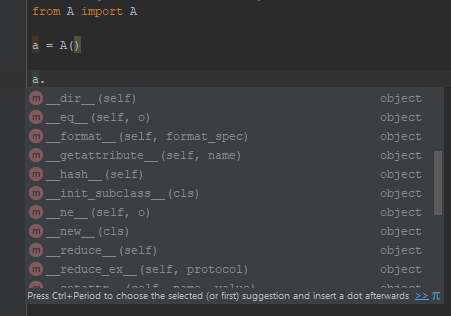 from A import A
a = A()
a.
m __dir__(self) object
m __eq__(self, o) object
m __format__(self, format_spec) object
m __getattribute__(self, name) object
m __hash__(self) object
m __init_subclass__(cls) object
m __ne__(self, o) object
m __new__(cls) object
m __reduce__(self) object
m __reduce_ex__(self, protocol) object
Press Ctrl+Period to choose the selected (or first) suggestion and insert a dot afterwards >> π